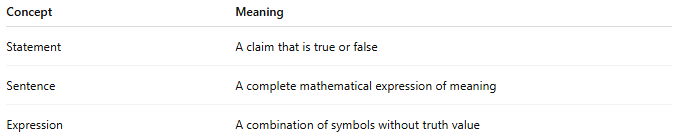 Concept Meaning
Statement A claim that is true or false
Sentence A complete mathematical expression of meaning
Expression A combination of symbols without truth value